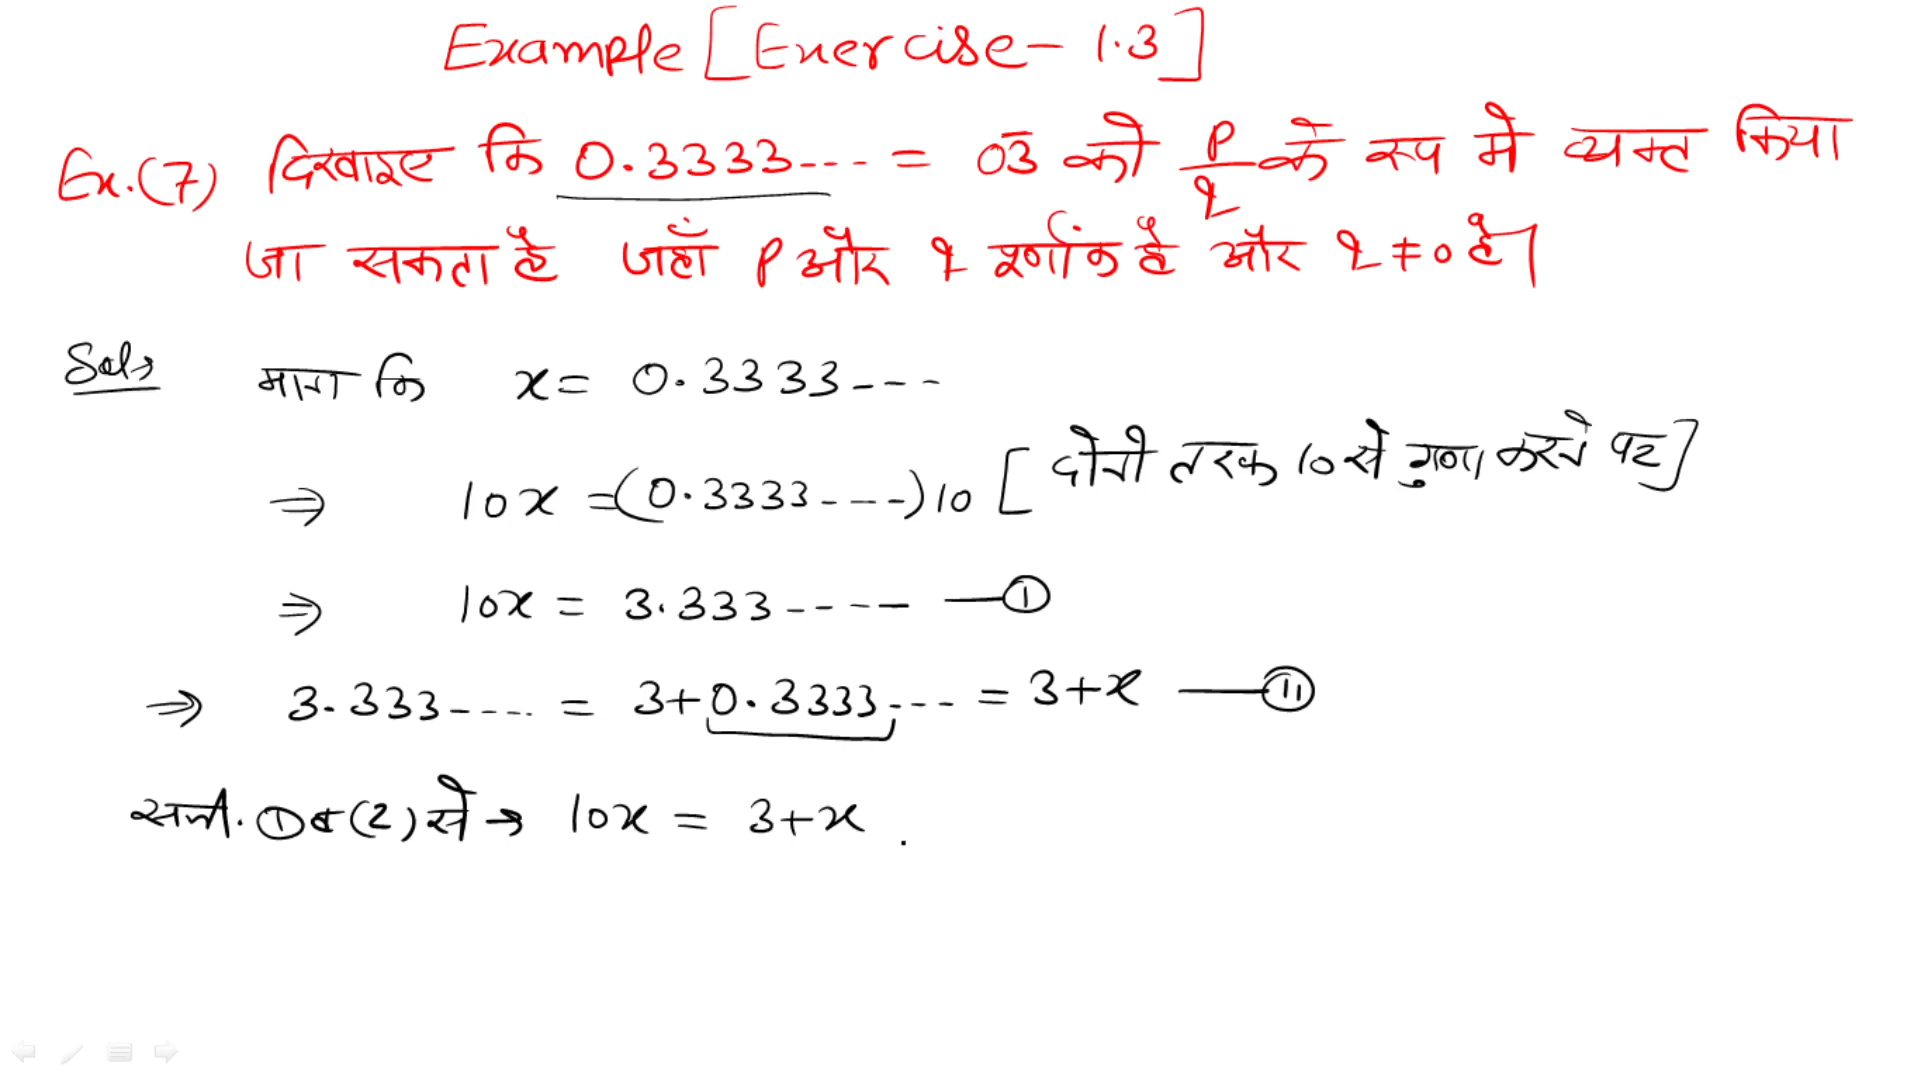 Example [Exercise - 1.3]
Ex.(7) दिखाइए कि 0.3333... = 0 3̄ को p/q के रूप मे व्यक्त किया
जा सकता है जहाँ p और q पूर्णांक है और q ≠ 0 है।
Sol→ माना कि x = 0.3333---
⇒ 10x = (0.3333----)10 [दोनो तरफ 10 से गुणा करने पर]
⇒ 10x = 3.333---- —①
⇒ 3.333---- = 3+0.3333---- = 3+x —(11)
समी. ① व (2) से → 10x = 3+x .